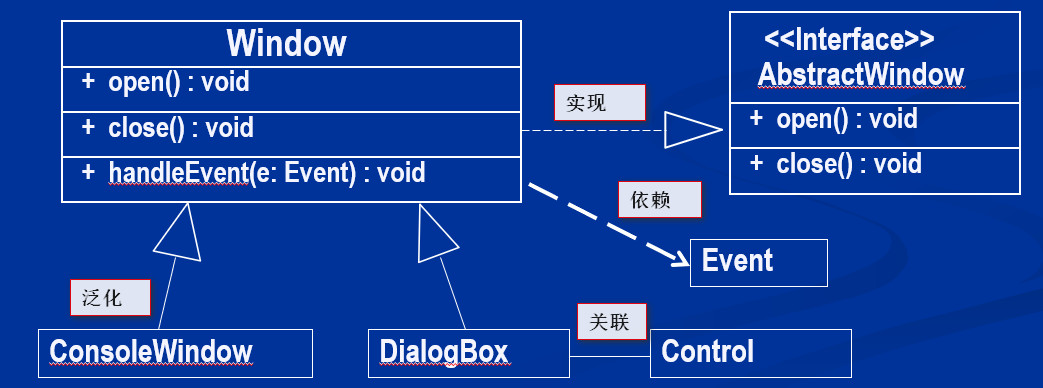 Window
+ open() : void
+ close() : void
+ handleEvent(e: Event) : void
实现
<<Interface>>
AbstractWindow
+ open() : void
+ close() : void
依赖
Event
泛化
关联
ConsoleWindow
DialogBox
Control